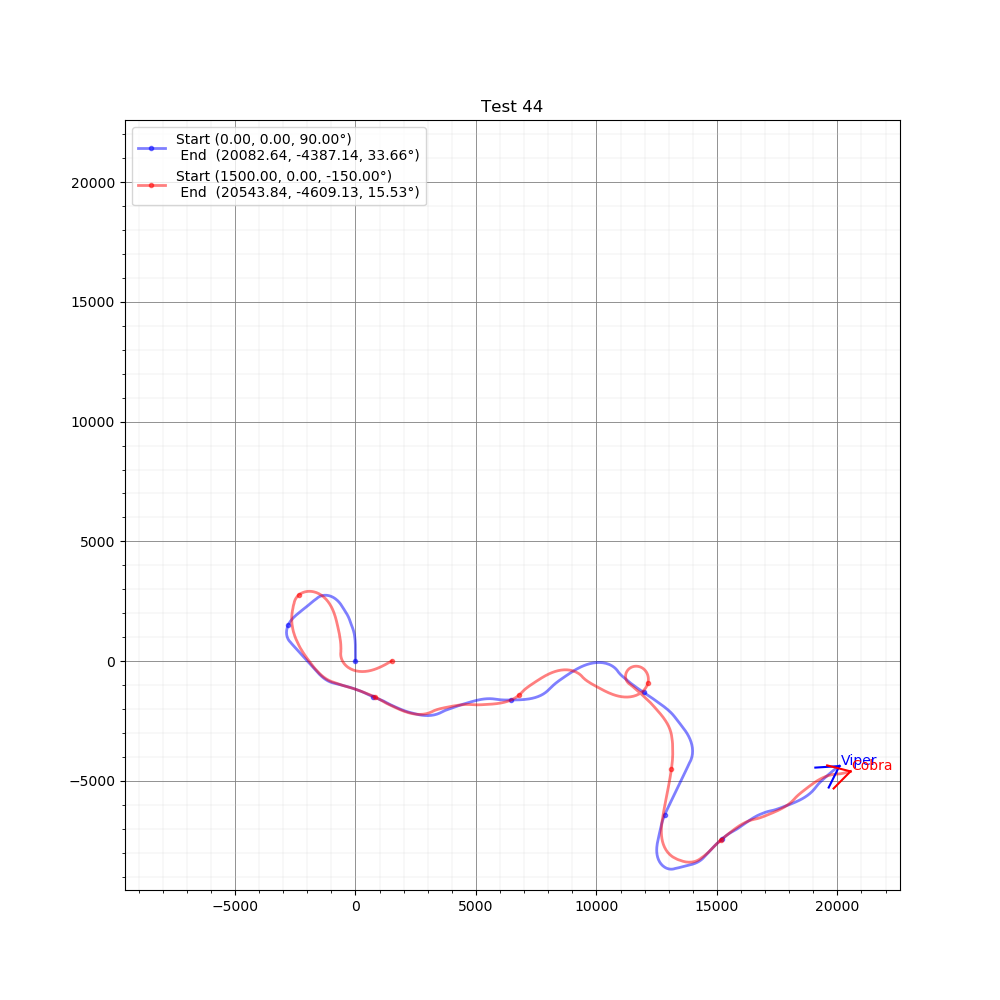 Test 44
Start (0.00, 0.00, 90.00°)
End  (20082.64, -4387.14, 33.66°)
Start (1500.00, 0.00, -150.00°)
End  (20543.84, -4609.13, 15.53°)
20000
15000
10000
5000
0
−5000
Viper
Cobra
−5000
0
5000
10000
15000
20000